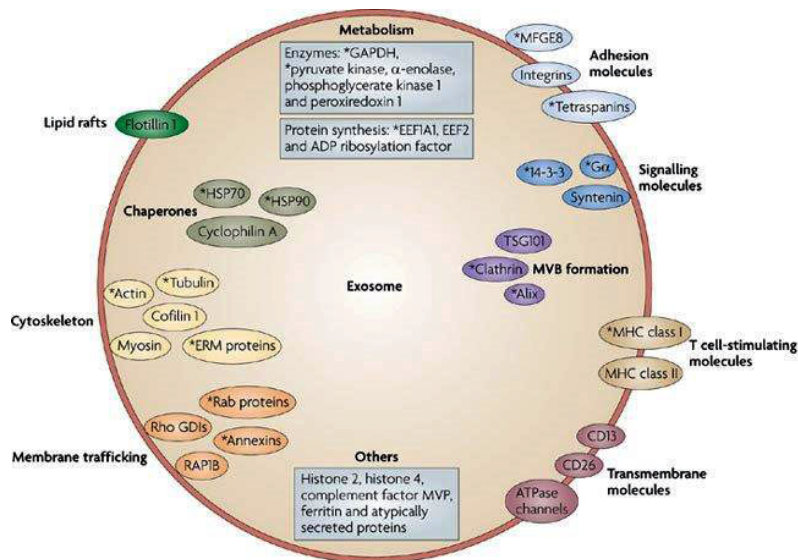 Metabolism
Enzymes: *GAPDH,
*pyruvate kinase, α-enolase,
phosphoglycerate kinase 1
and peroxiredoxin 1
Protein synthesis: *EEF1A1, EEF2
and ADP ribosylation factor
*MFGE8
Integrins
*Tetraspanins
Adhesion
molecules
Lipid rafts
Flotillin 1
*14-3-3
*Gα
Syntenin
Signalling
molecules
Chaperones
*HSP70
*HSP90
Cyclophilin A
TSG101
*Clathrin
*Alix
MVB formation
Exosome
Cytoskeleton
*Actin
*Tubulin
Cofilin 1
Myosin
*ERM proteins
*MHC class I
MHC class II
T cell-stimulating
molecules
Membrane trafficking
*Rab proteins
Rho GDIs
*Annexins
RAP1B
Others
Histone 2, histone 4,
complement factor MVP,
ferritin and atypically
secreted proteins
CD13
CD26
ATPase
channels
Transmembrane
molecules